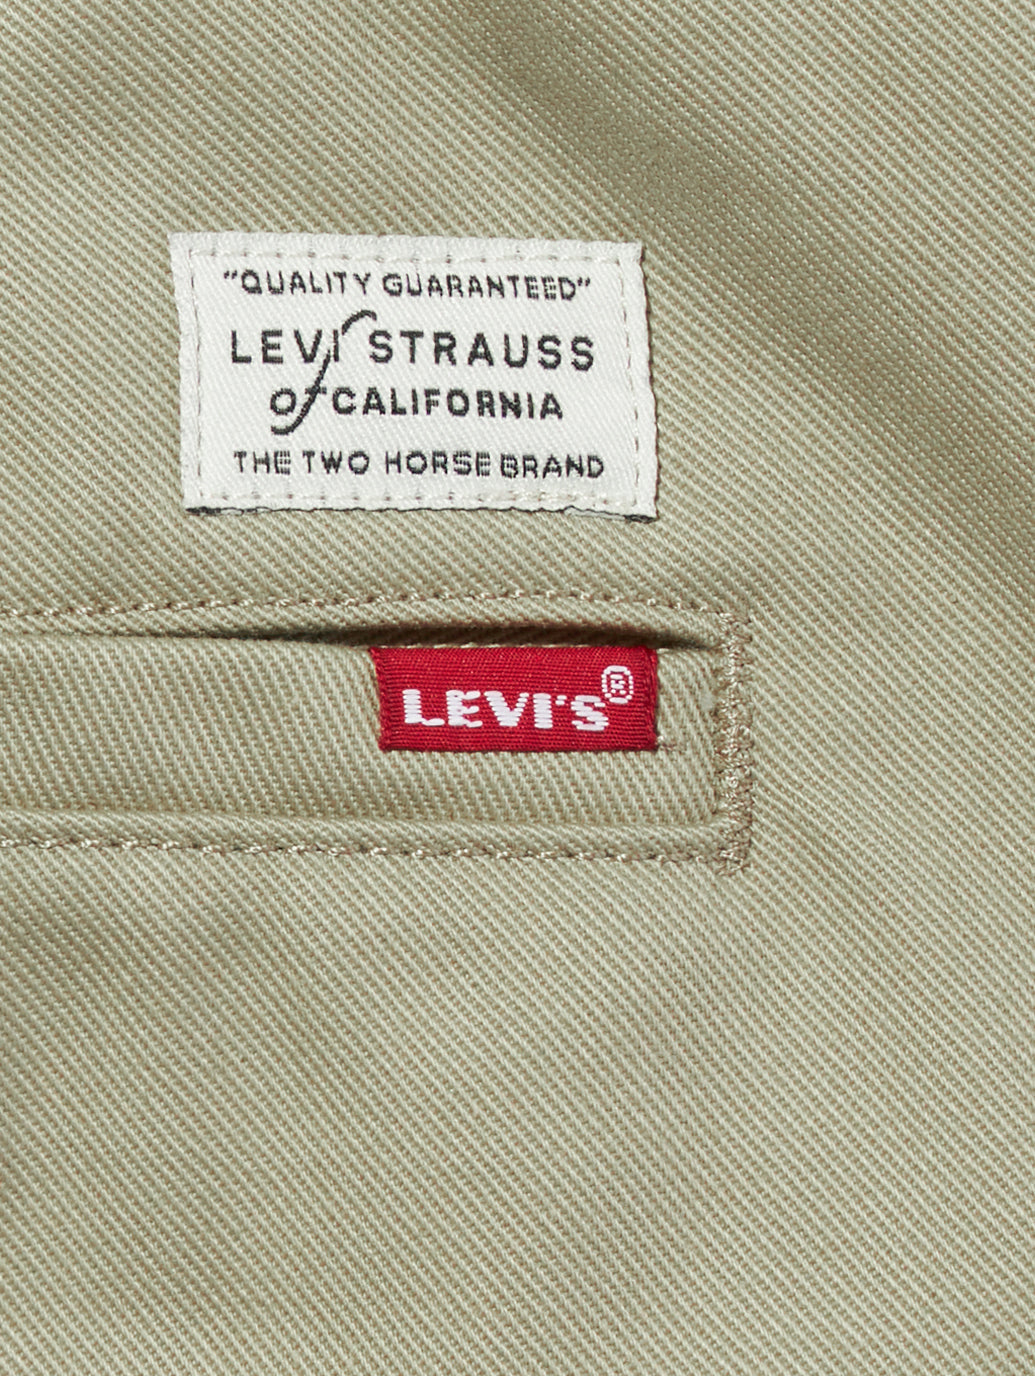 "QUALITY GUARANTEED"
LEVI STRAUSS
of CALIFORNIA
THE TWO HORSE BRAND
LEVI'S®